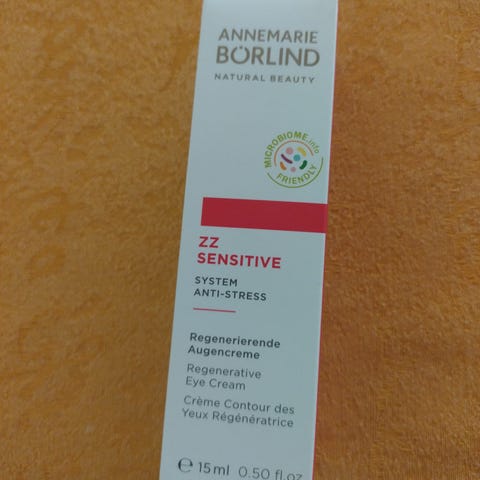 ANNEMARIE
BÖRLIND
NATURAL BEAUTY
MICROBIOME.info
FRIENDLY
ZZ
SENSITIVE
SYSTEM
ANTI-STRESS
Regenerierende
Augencreme
Regenerative
Eye Cream
Crème Contour des
Yeux Régénératrice
℮ 15 ml 0.50 fl.oz